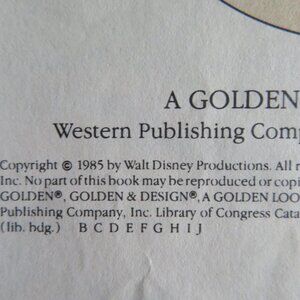 A GOLDEN
Western Publishing Comp
Copyright © 1985 by Walt Disney Productions. All r
Inc. No part of this book may be reproduced or copi
GOLDEN®, GOLDEN & DESIGN®, A GOLDEN LOO
Publishing Company, Inc. Library of Congress Cata
(lib. bdg.) B C D E F G H I J